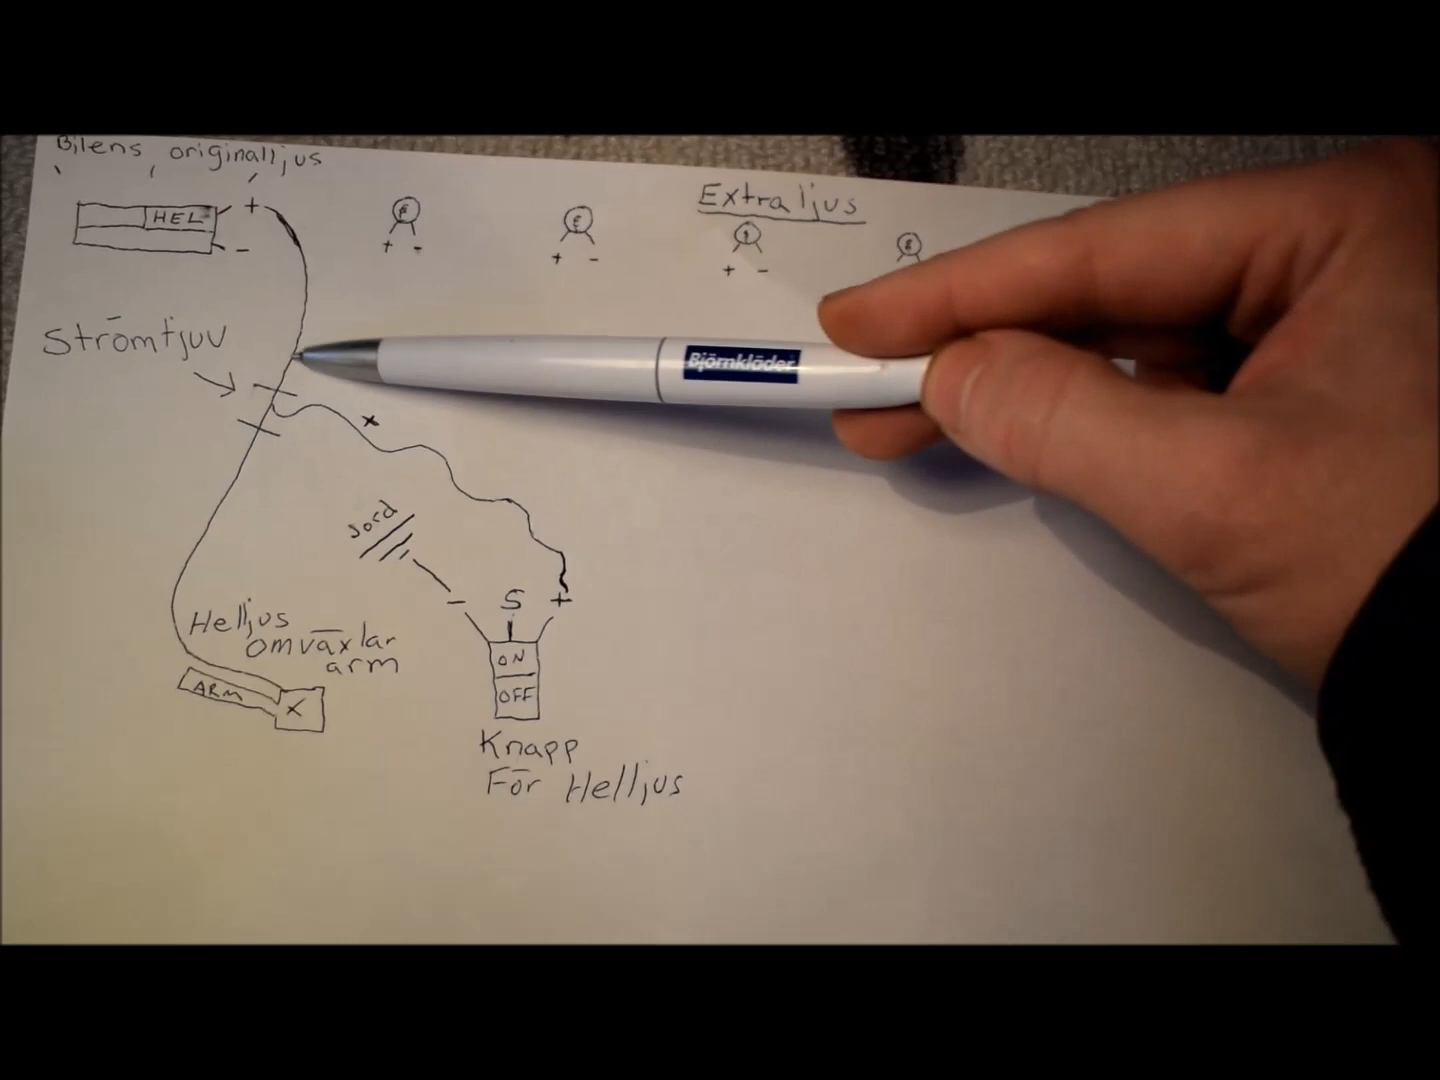 Bilens originalljus
HEL
+
-
E
+ -
E
+ -
Extraljus
E
+ -
E
Strömtjuv
Björnkläder
x
Jord
-
S
+
ON
OFF
Helljus
omväxlar
arm
ARM
X
Knapp
För Helljus